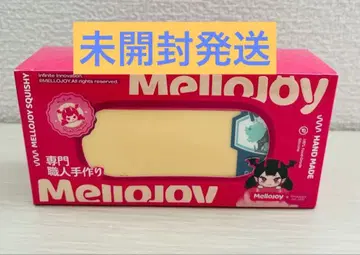 未開封発送
Infinite Innovation.
©MELLOJOY. All rights reserved.
MelloJoy
MELLOJOY SQUISHY
HAND MADE
専門
職人手作り
MelloJoy
MelloJoy